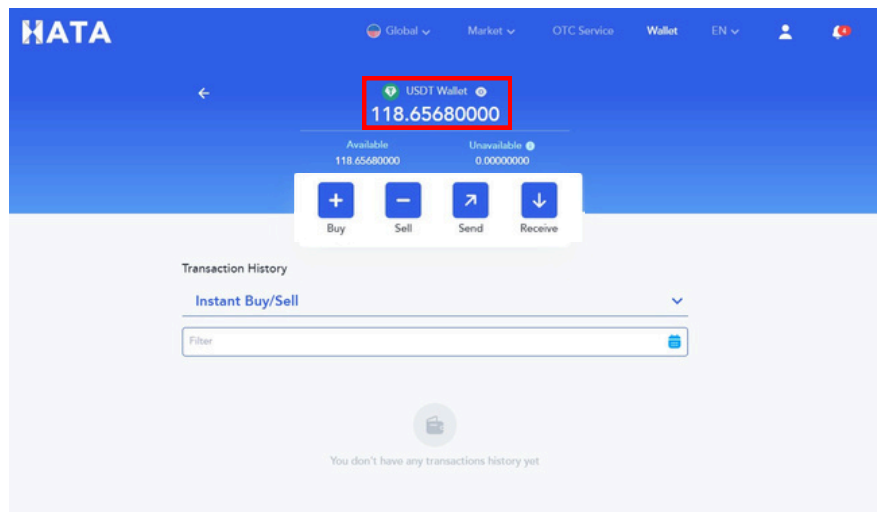 HATA
Global Market OTC Service Wallet EN 4
USDT Wallet
118.65680000
Available Unavailable
118.65680000 0.00000000
Buy Sell Send Receive
Transaction History
Instant Buy/Sell
Filter
You don't have any transactions history yet